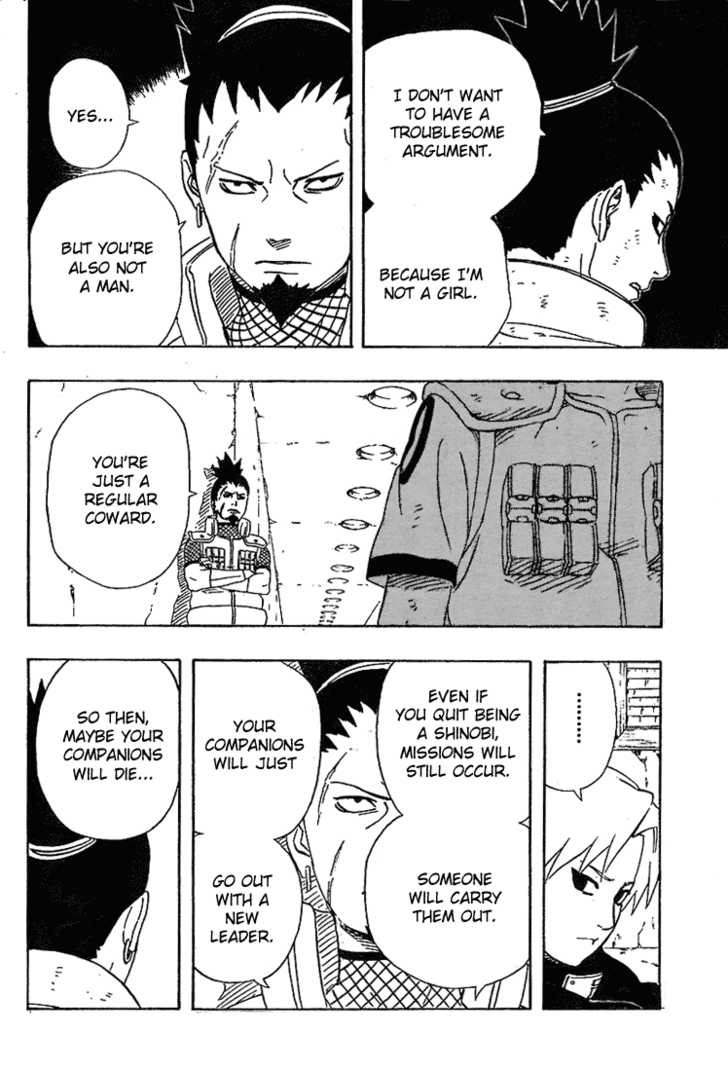 I DON'T WANT
TO HAVE A
TROUBLESOME
ARGUMENT.
BECAUSE I'M
NOT A GIRL.
YES...
BUT YOU'RE
ALSO NOT
A MAN.
YOU'RE
JUST A
REGULAR
COWARD.
.........
EVEN IF
YOU QUIT BEING
A SHINOBI,
MISSIONS WILL
STILL OCCUR.
SOMEONE
WILL CARRY
THEM OUT.
YOUR
COMPANIONS
WILL JUST
GO OUT
WITH A
NEW
LEADER.
SO THEN,
MAYBE YOUR
COMPANIONS
WILL DIE...